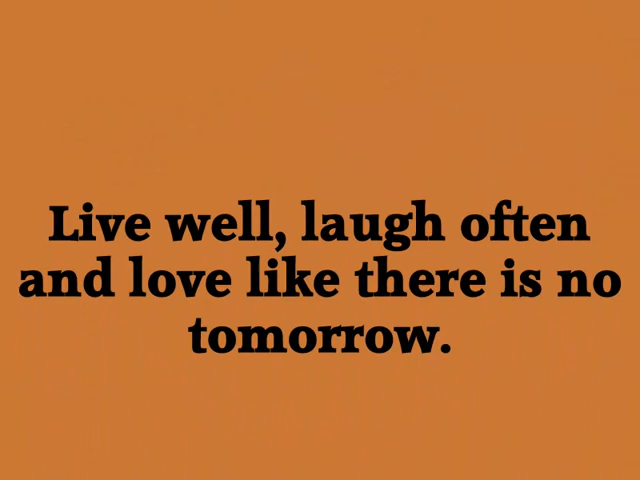 Live well, laugh often
and love like there is no
tomorrow.